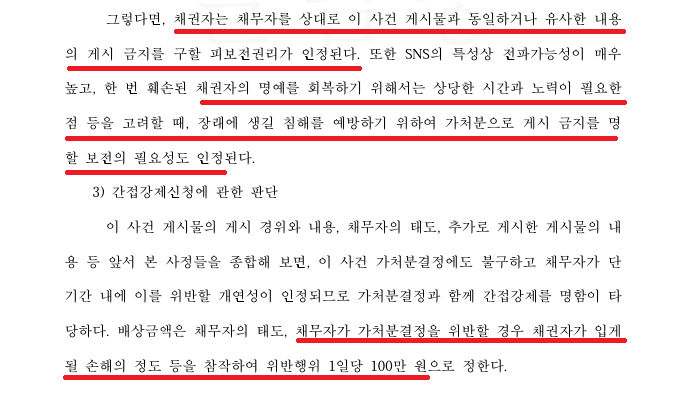 그렇다면, 채권자는 채무자를 상대로 이 사건 게시물과 동일하거나 유사한 내용
의 게시 금지를 구할 피보전권리가 인정된다. 또한 SNS의 특성상 전파가능성이 매우
높고, 한 번 훼손된 채권자의 명예를 회복하기 위해서는 상당한 시간과 노력이 필요한
점 등을 고려할 때, 장래에 생길 침해를 예방하기 위하여 가처분으로 게시 금지를 명
할 보전의 필요성도 인정된다.
3) 간접강제신청에 관한 판단
이 사건 게시물의 게시 경위와 내용, 채무자의 태도, 추가로 게시한 게시물의 내
용 등 앞서 본 사정들을 종합해 보면, 이 사건 가처분결정에도 불구하고 채무자가 단
기간 내에 이를 위반할 개연성이 인정되므로 가처분결정과 함께 간접강제를 명함이 타
당하다. 배상금액은 채무자의 태도, 채무자가 가처분결정을 위반할 경우 채권자가 입게
될 손해의 정도 등을 참작하여 위반행위 1일당 100만 원으로 정한다.